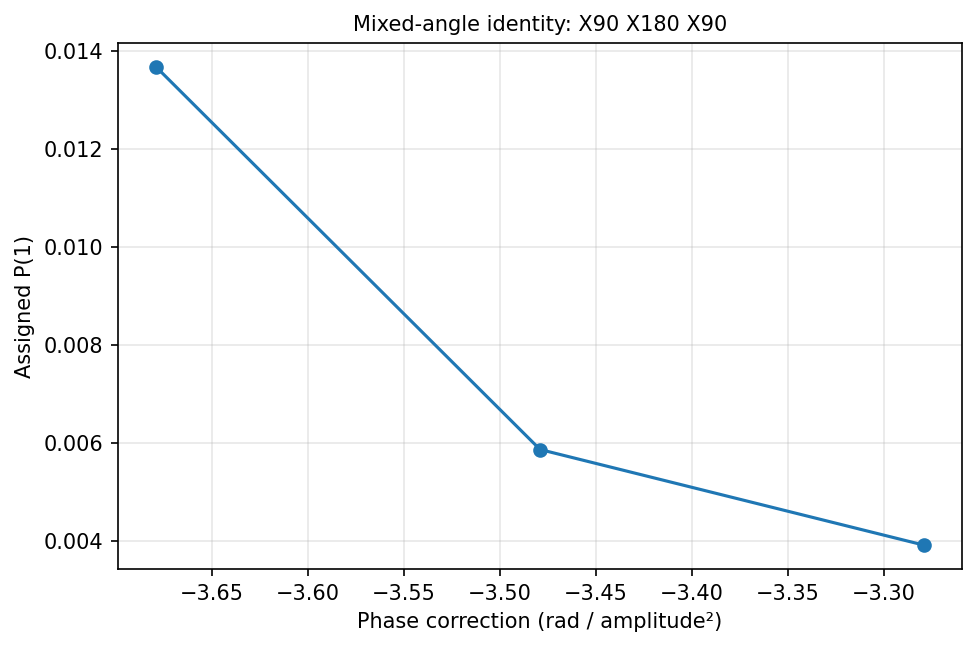 Mixed-angle identity: X90 X180 X90
Assigned P(1)
0.014
0.012
0.010
0.008
0.006
0.004
−3.65 −3.60 −3.55 −3.50 −3.45 −3.40 −3.35 −3.30
Phase correction (rad / amplitude²)